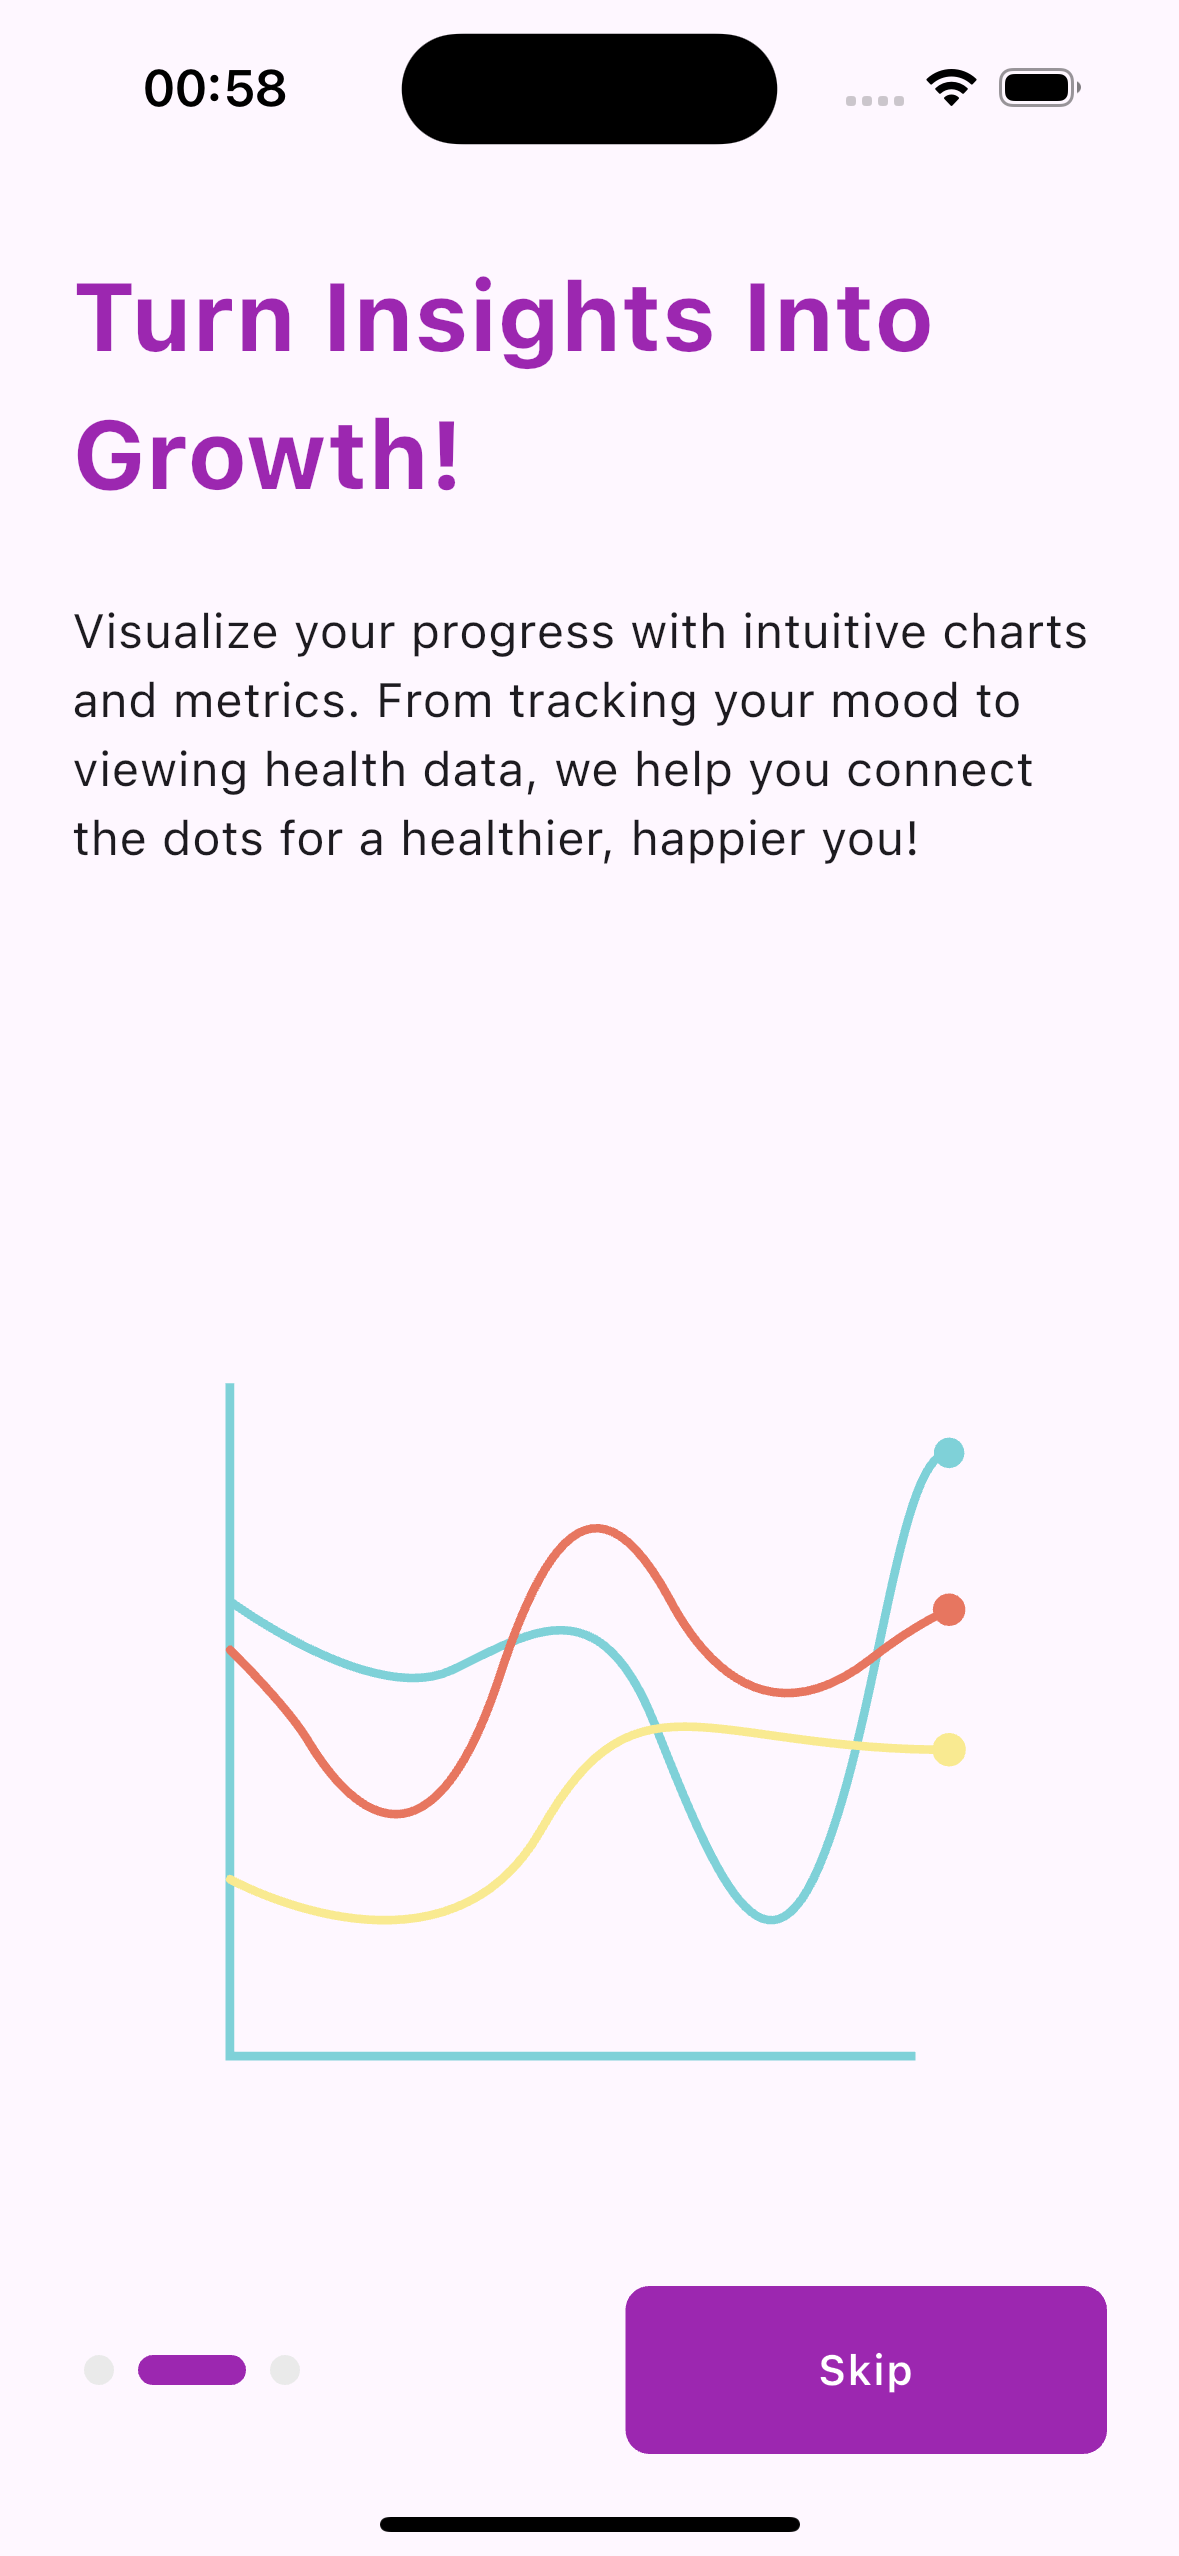 00:58
Turn Insights Into
Growth!
Visualize your progress with intuitive charts
and metrics. From tracking your mood to
viewing health data, we help you connect
the dots for a healthier, happier you!
Skip